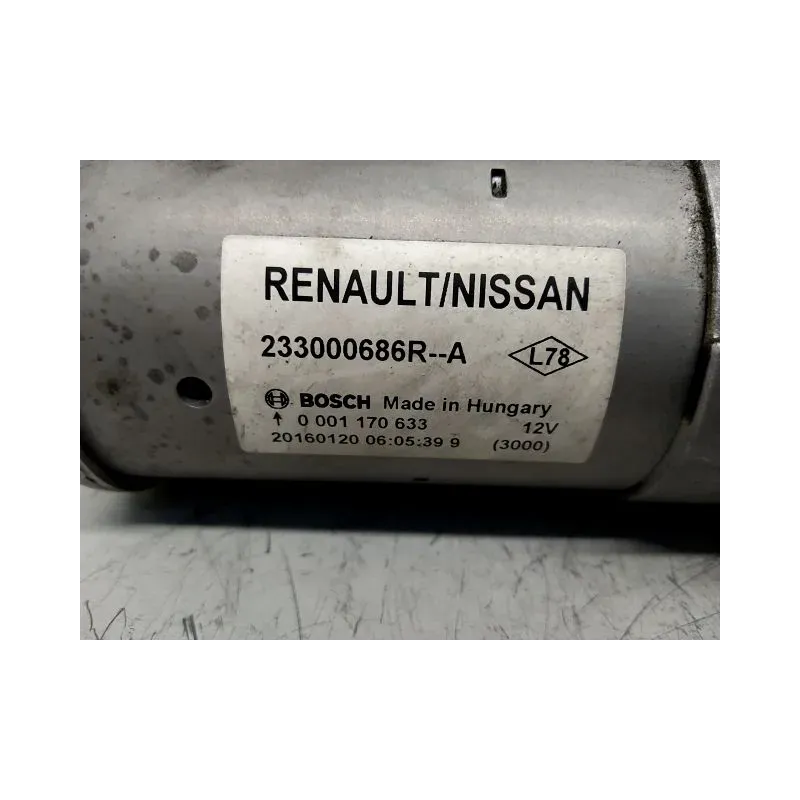 RENAULT/NISSAN
233000686R--A L78
BOSCH Made in Hungary
0 001 170 633 12V
20160120 06:05:39 9 (3000)